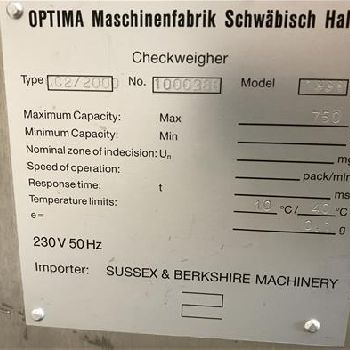 OPTIMA Maschinenfabrik Schwäbisch Hal
Checkweigher
Type No. Model
Maximum Capacity: Max 750
Minimum Capacity: Min
Nominal zone of indecision: Un mg
Speed of operation: pack/min
Response time: t ms
Temperature limits: 10 °C/ 40 °C
e= g
230V 50Hz
Importer: SUSSEX & BERKSHIRE MACHINERY